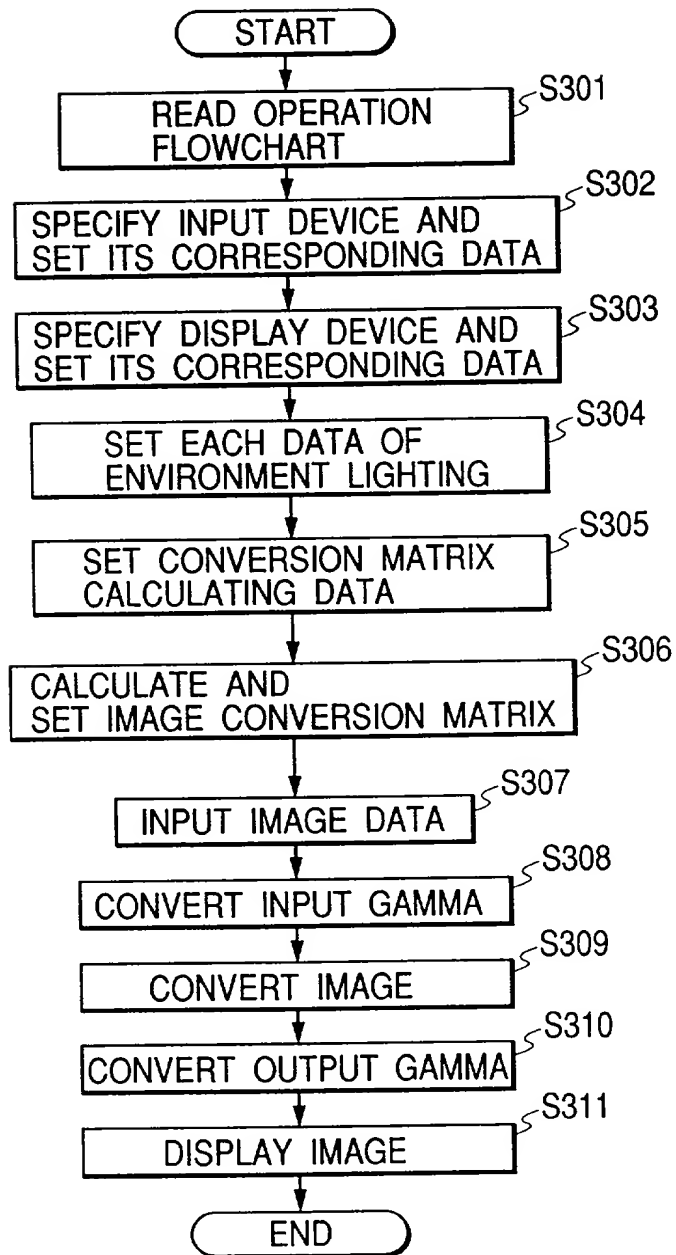 START
S301
READ OPERATION
FLOWCHART
S302
SPECIFY INPUT DEVICE AND
SET ITS CORRESPONDING DATA
S303
SPECIFY DISPLAY DEVICE AND
SET ITS CORRESPONDING DATA
S304
SET EACH DATA OF
ENVIRONMENT LIGHTING
S305
SET CONVERSION MATRIX
CALCULATING DATA
S306
CALCULATE AND
SET IMAGE CONVERSION MATRIX
S307
INPUT IMAGE DATA
S308
CONVERT INPUT GAMMA
S309
CONVERT IMAGE
S310
CONVERT OUTPUT GAMMA
S311
DISPLAY IMAGE
END